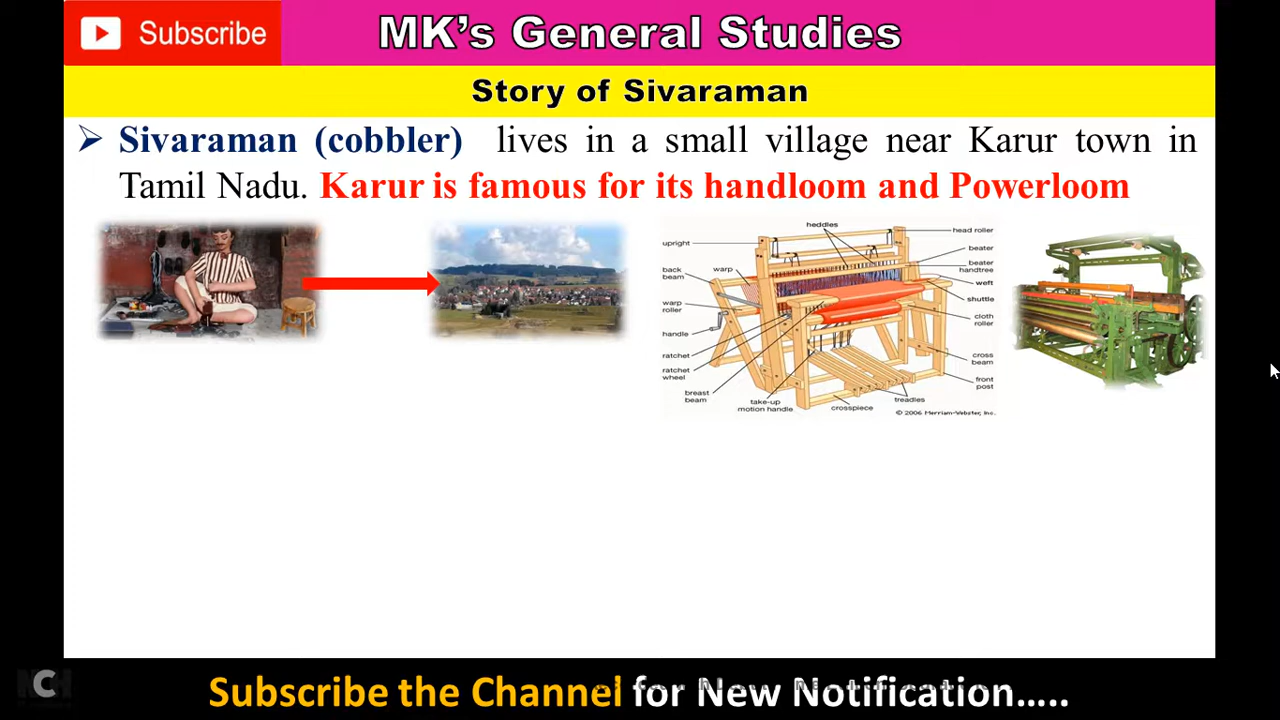 Subscribe
MK's General Studies
Story of Sivaraman
➢ Sivaraman (cobbler) lives in a small village near Karur town in
Tamil Nadu. Karur is famous for its handloom and Powerloom
heddles
upright
head roller
beater
back
beam
warp
beater
handtree
weft
shuttle
warp
roller
cloth
roller
handle
ratchet
cross
beam
ratchet
wheel
front
post
breast
beam
take-up
motion handle
treadles
crosspiece
© 2006 Merriam-Webster, Inc.
Subscribe the Channel for New Notification.....